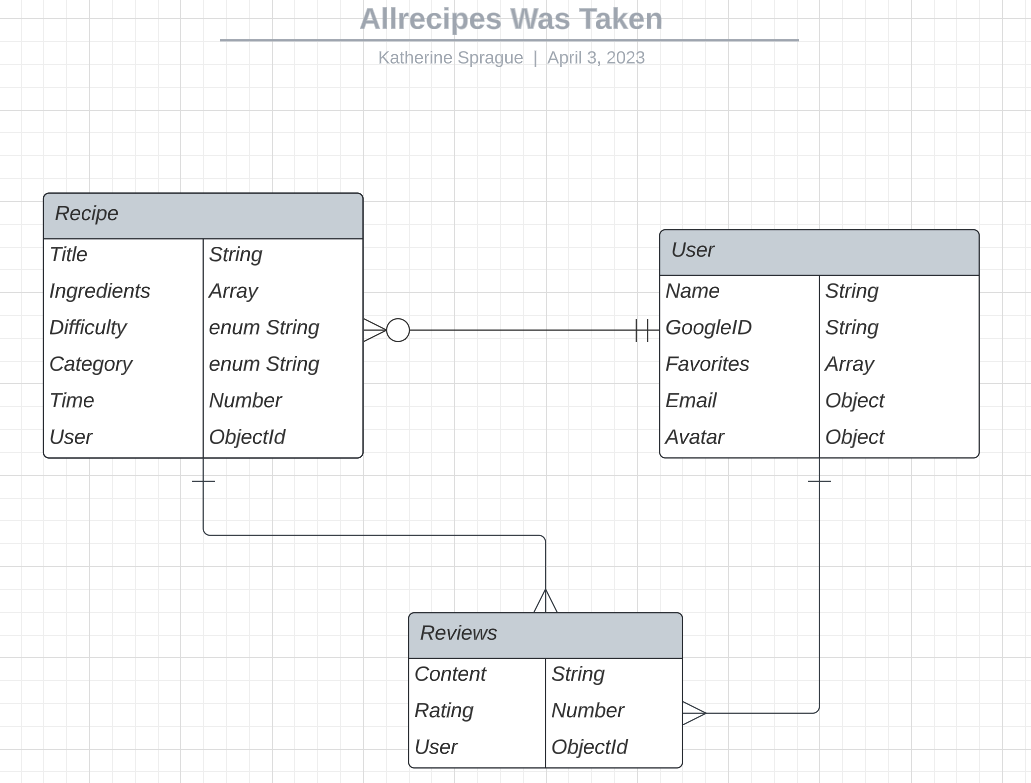 Allrecipes Was Taken
Katherine Sprague | April 3, 2023
Recipe
Title String
Ingredients Array
Difficulty enum String
Category enum String
Time Number
User ObjectId
User
Name String
GoogleID String
Favorites Array
Email Object
Avatar Object
Reviews
Content String
Rating Number
User ObjectId